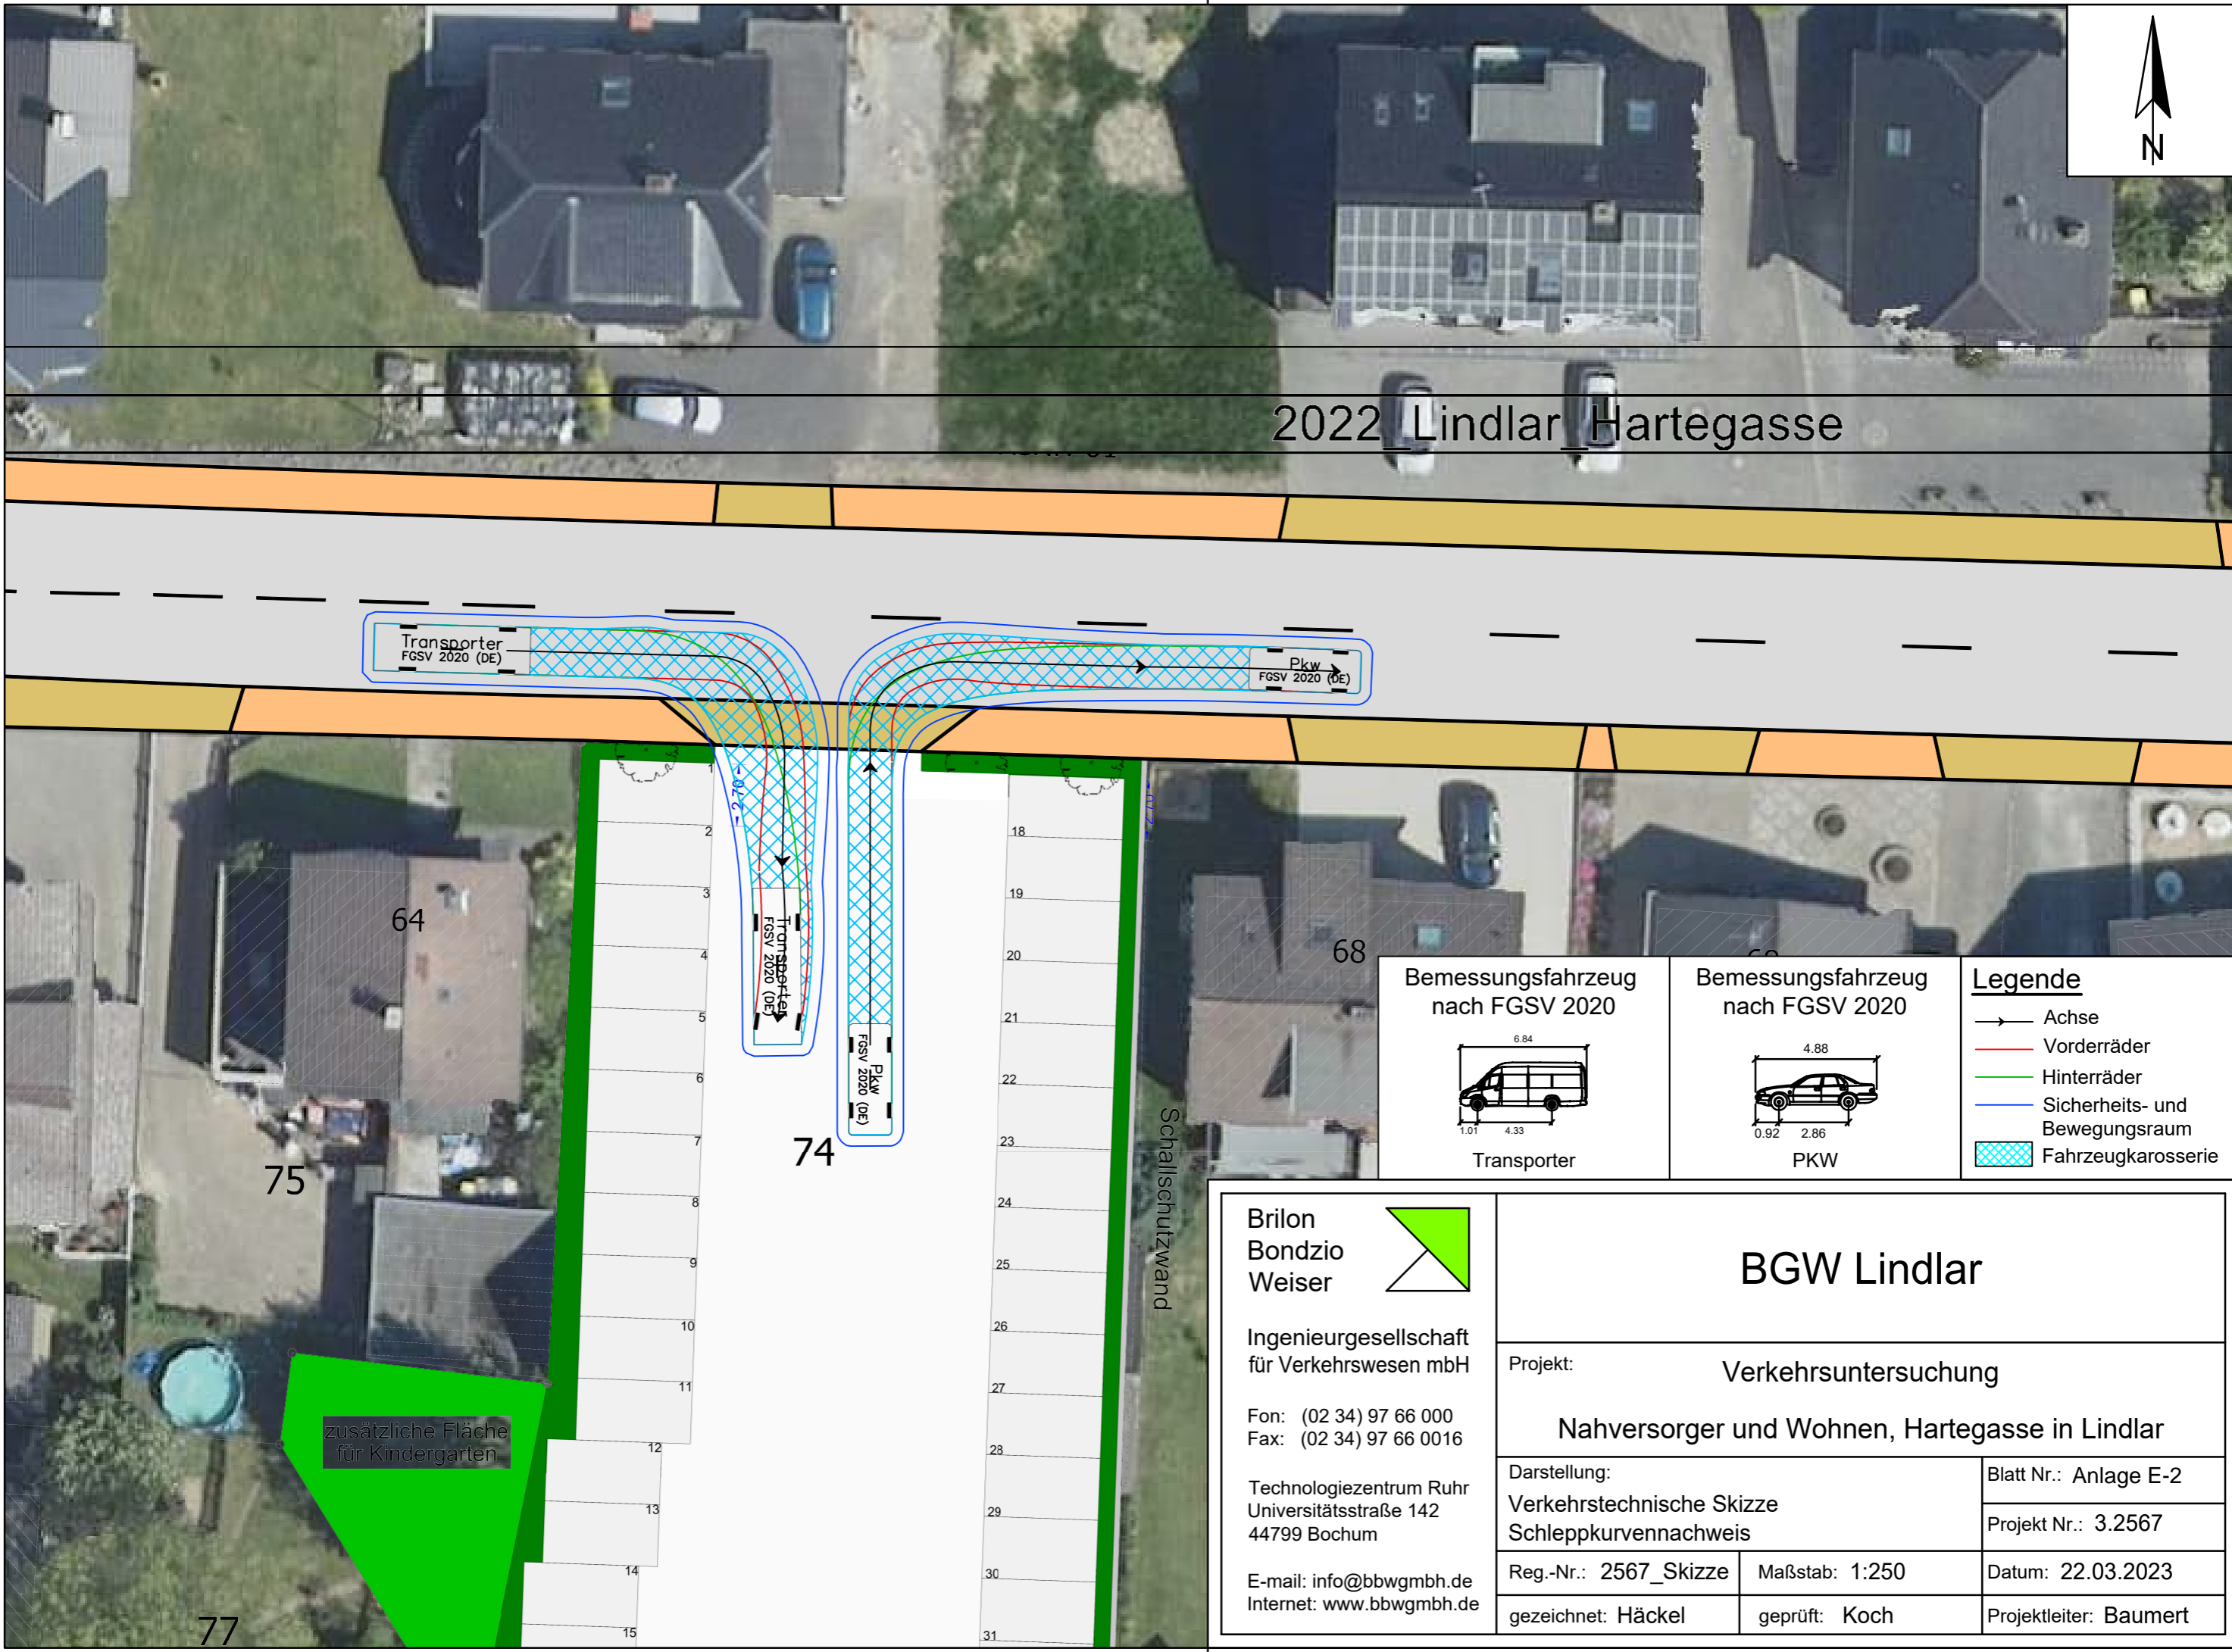 N
2022_Lindlar_Hartegasse
Transporter
FGSV 2020 (DE)
Pkw
FGSV 2020 (DE)
2.70
Transporter
FGSV 2020 (DE)
Pkw
FGSV 2020 (DE)
1
2
3
4
5
6
7
8
9
10
11
12
13
14
15
18
19
20
21
22
23
24
25
26
27
28
29
30
31
64
68
74
75
77
Schallschutzwand
zusätzliche Fläche
für Kindergarten
Bemessungsfahrzeug
nach FGSV 2020
6.84
1.01
4.33
Transporter
Bemessungsfahrzeug
nach FGSV 2020
4.88
0.92
2.86
PKW
Legende
Achse
Vorderräder
Hinterräder
Sicherheits- und
Bewegungsraum
Fahrzeugkarosserie
Brilon
Bondzio
Weiser
Ingenieurgesellschaft
für Verkehrswesen mbH
Fon: (02 34) 97 66 000
Fax: (02 34) 97 66 0016
Technologiezentrum Ruhr
Universitätsstraße 142
44799 Bochum
E-mail: info@bbwgmbh.de
Internet: www.bbwgmbh.de
BGW Lindlar
Projekt:
Verkehrsuntersuchung
Nahversorger und Wohnen, Hartegasse in Lindlar
Darstellung:
Verkehrstechnische Skizze
Schleppkurvennachweis
Blatt Nr.: Anlage E-2
Projekt Nr.: 3.2567
Reg.-Nr.: 2567_Skizze
Maßstab: 1:250
Datum: 22.03.2023
gezeichnet: Häckel
geprüft: Koch
Projektleiter: Baumert